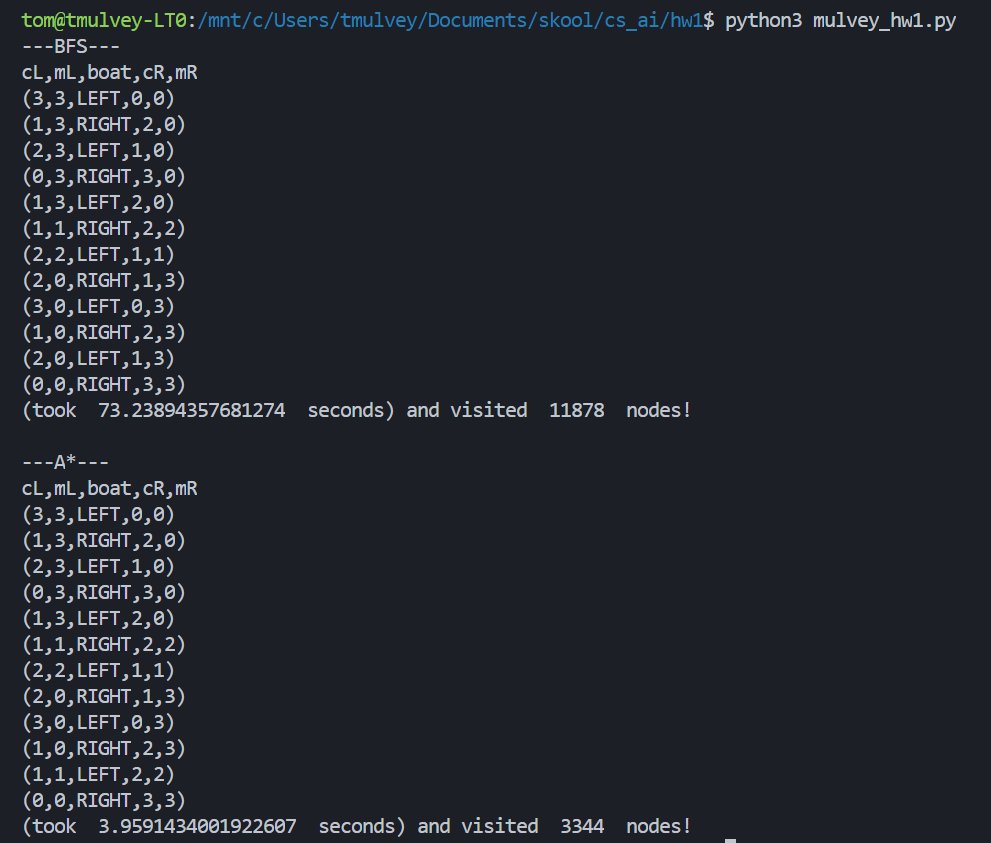 tom@tmulvey-LT0:/mnt/c/Users/tmulvey/Documents/skool/cs_ai/hw1$ python3 mulvey_hw1.py
---BFS---
cL,mL,boat,cR,mR
(3,3,LEFT,0,0)
(1,3,RIGHT,2,0)
(2,3,LEFT,1,0)
(0,3,RIGHT,3,0)
(1,3,LEFT,2,0)
(1,1,RIGHT,2,2)
(2,2,LEFT,1,1)
(2,0,RIGHT,1,3)
(3,0,LEFT,0,3)
(1,0,RIGHT,2,3)
(2,0,LEFT,1,3)
(0,0,RIGHT,3,3)
(took  73.23894357681274  seconds) and visited  11878  nodes!

---A*---
cL,mL,boat,cR,mR
(3,3,LEFT,0,0)
(1,3,RIGHT,2,0)
(2,3,LEFT,1,0)
(0,3,RIGHT,3,0)
(1,3,LEFT,2,0)
(1,1,RIGHT,2,2)
(2,2,LEFT,1,1)
(2,0,RIGHT,1,3)
(3,0,LEFT,0,3)
(1,0,RIGHT,2,3)
(1,1,LEFT,2,2)
(0,0,RIGHT,3,3)
(took  3.9591434001922607  seconds) and visited  3344  nodes!